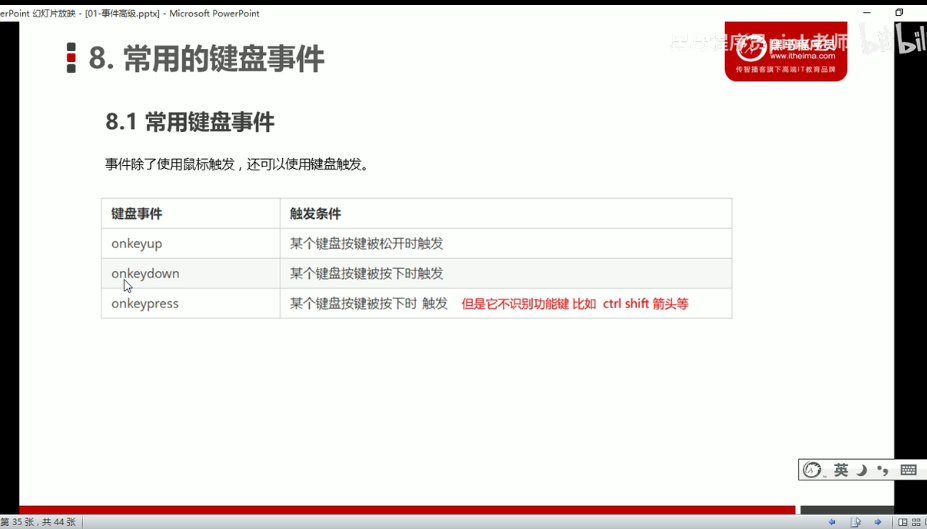 erPoint 幻灯片放映 - [01-事件高级.pptx] - Microsoft PowerPoint
8. 常用的键盘事件
www.itheima.com
传智播客旗下高端IT教育品牌
8.1 常用键盘事件
事件除了使用鼠标触发，还可以使用键盘触发。
键盘事件 触发条件
onkeyup 某个键盘按键被松开时触发
onkeydown 某个键盘按键被按下时触发
onkeypress 某个键盘按键被按下时 触发 但是它不识别功能键 比如 ctrl shift 箭头等
英
第 35 张，共 44 张